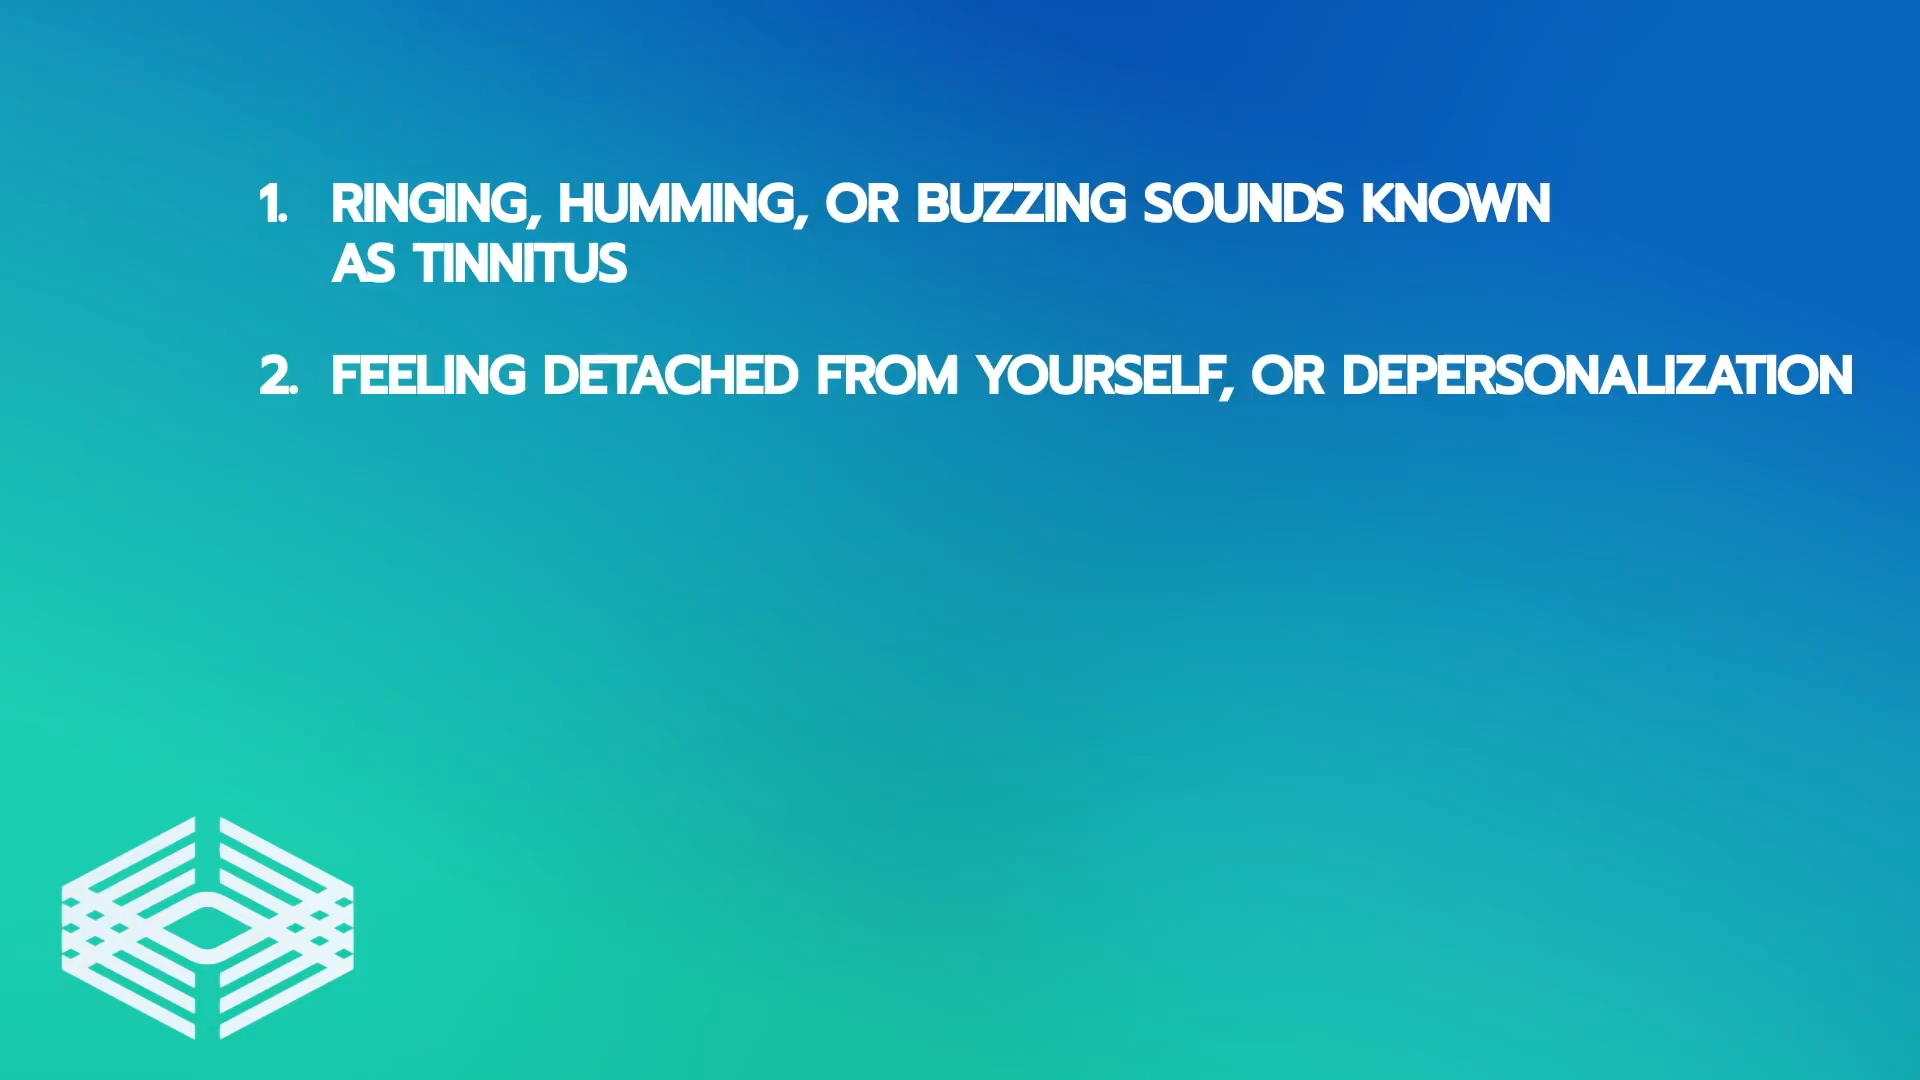 1. RINGING, HUMMING, OR BUZZING SOUNDS KNOWN
AS TINNITUS
2. FEELING DETACHED FROM YOURSELF, OR DEPERSONALIZATION